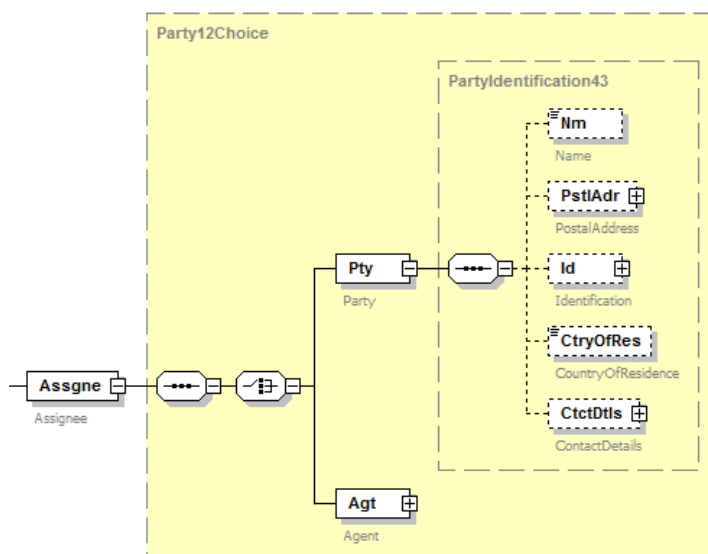 Party12Choice
PartyIdentification43
Nm
Name
PstlAdr
PostalAddress
Pty
Party
Id
Identification
CtryOfRes
CountryOfResidence
Assgne
Assignee
CtctDtls
ContactDetails
Agt
Agent